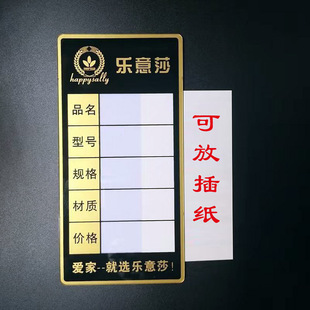 乐意莎
happysally
品名
型号
规格
材质
价格
爱家--就选乐意莎!
可放插纸